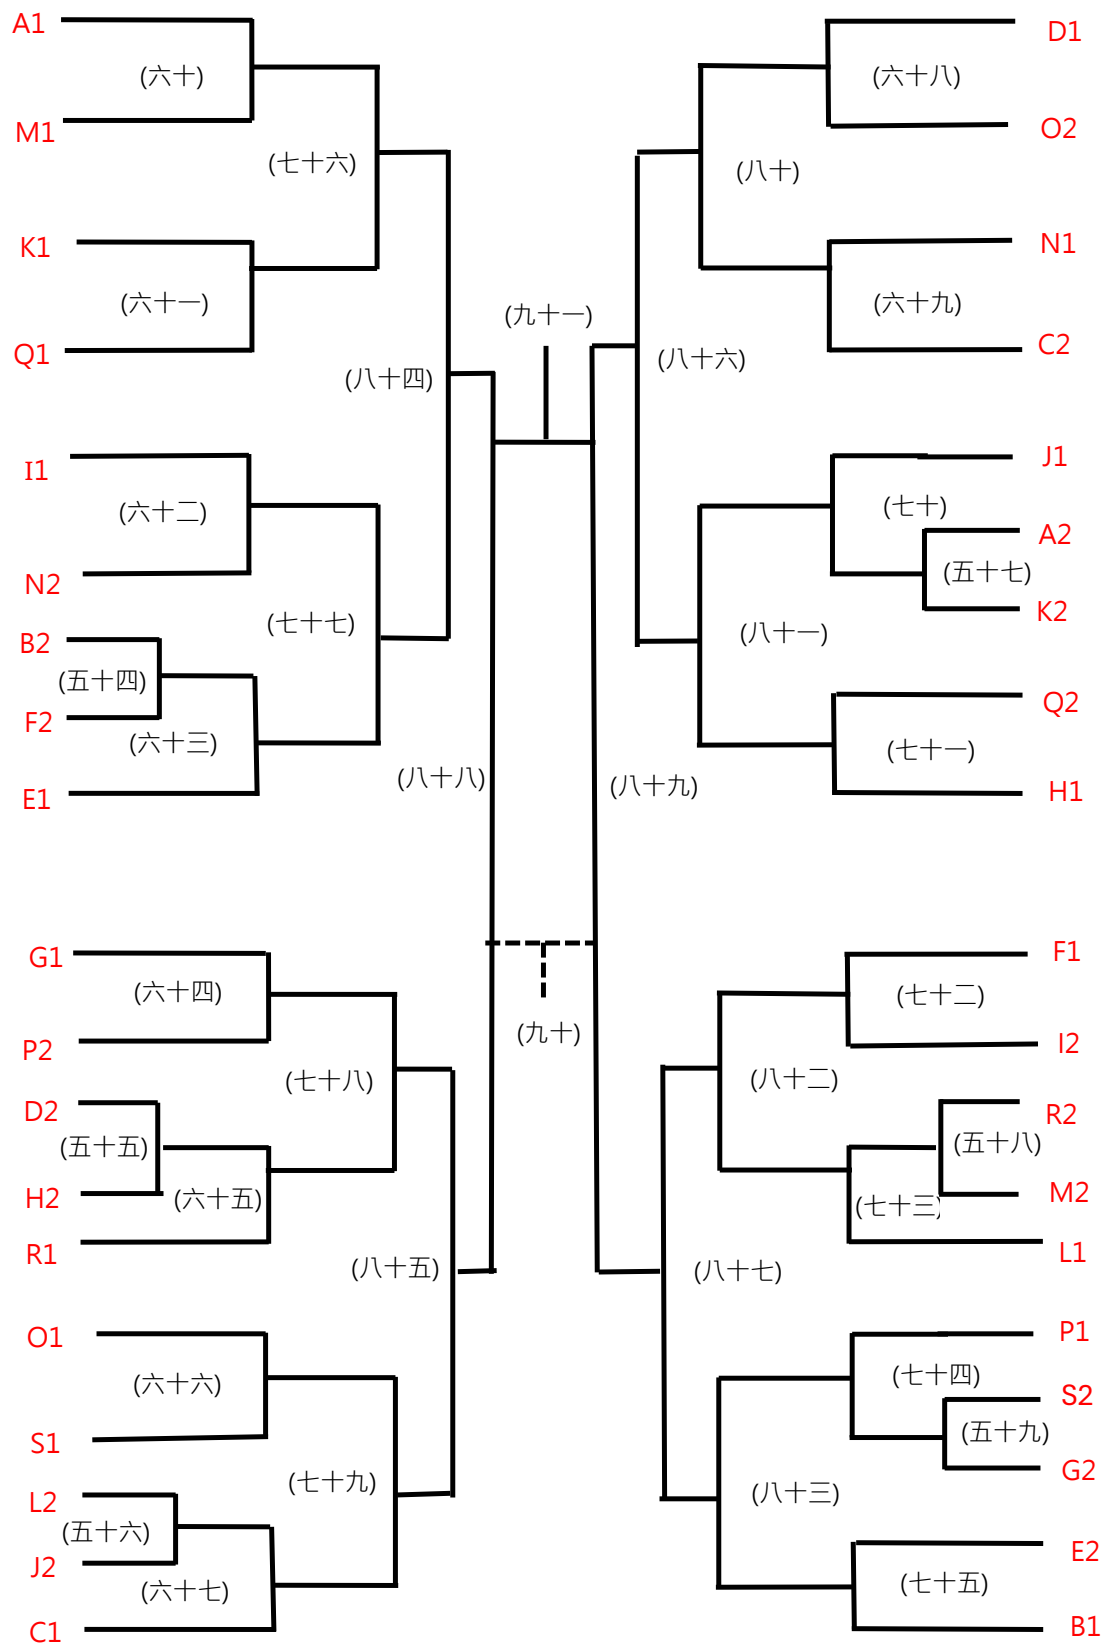 A1
(六十)
M1
(七十六)
K1
(六十一)
Q1
(八十四)
I1
(六十二)
N2
(七十七)
B2
(五十四)
F2
(六十三)
E1
(八十八)
G1
(六十四)
P2
(七十八)
D2
(五十五)
H2
(六十五)
R1
(八十五)
O1
(六十六)
S1
(七十九)
L2
(五十六)
J2
(六十七)
C1
(九十一)
(九十)
D1
(六十八)
O2
(八十)
N1
(六十九)
C2
(八十六)
J1
(七十)
A2
(五十七)
K2
(八十一)
Q2
(七十一)
H1
(八十九)
F1
(七十二)
I2
(八十二)
R2
(五十八)
M2
(七十三)
L1
(八十七)
P1
(七十四)
S2
(五十九)
G2
(八十三)
E2
(七十五)
B1